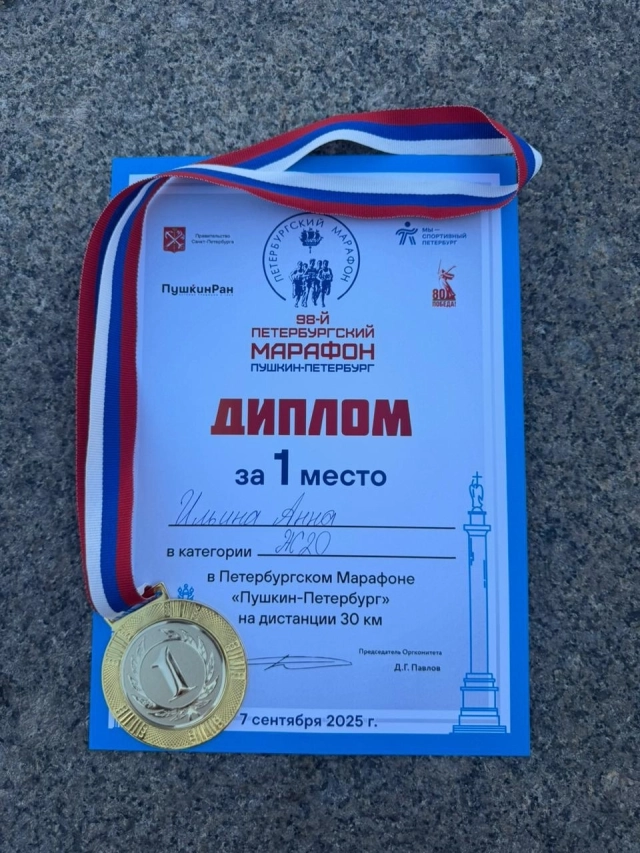 Правительство
Санкт-Петербурга
ПЕТЕРБУРГСКИЙ МАРАФОН
МЫ —
СПОРТИВНЫЙ
ПЕТЕРБУРГ
ПушкинРан
80
ПОБЕДА!
98-Й
ПЕТЕРБУРГСКИЙ
МАРАФОН
ПУШКИН-ПЕТЕРБУРГ
ДИПЛОМ
за 1 место
Ильина Анна
в категории Ж20
в Петербургском Марафоне
«Пушкин-Петербург»
на дистанции 30 км
Председатель Оргкомитета
Д.Г. Павлов
1
7 сентября 2025 г.